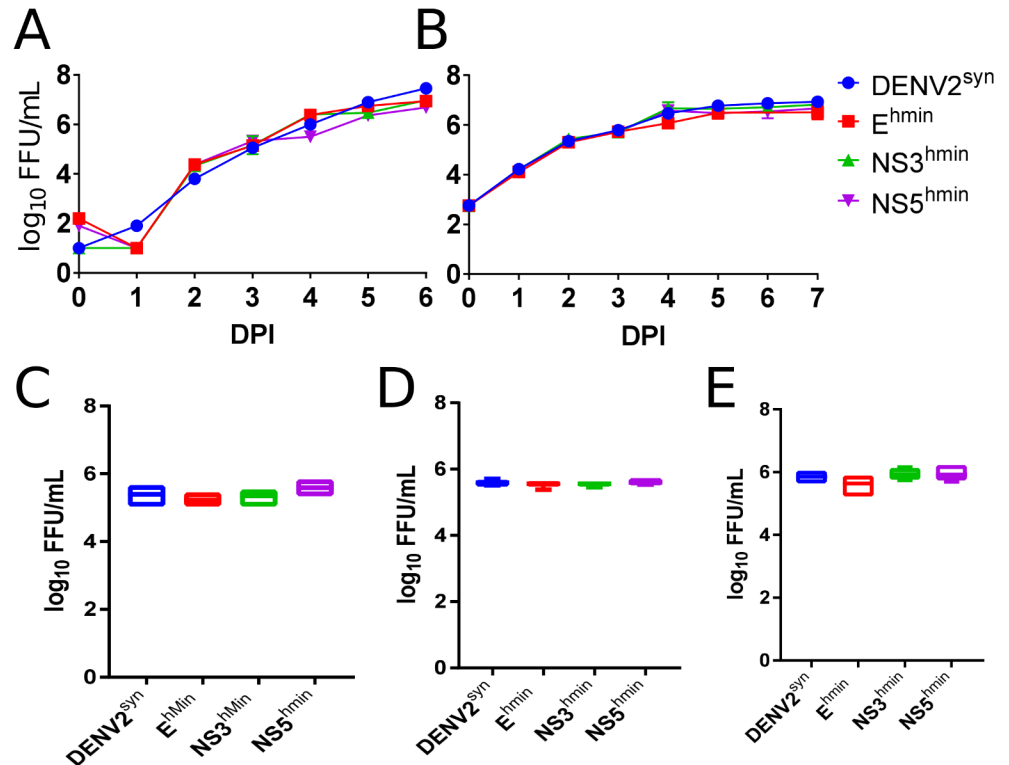 A
B
log10 FFU/mL
8
6
4
2
0
0 1 2 3 4 5 6
DPI
8
6
4
2
0
0 1 2 3 4 5 6 7
DPI
DENV2syn
Ehmin
NS3hmin
NS5hmin
C
log10 FFU/mL
8
6
4
2
0
DENV2syn
EhMin
NS3hMin
NS5hmin
D
log10 FFU/mL
8
6
4
2
0
DENV2syn
Ehmin
NS3hmin
NS5hmin
E
log10 FFU/mL
8
6
4
2
0
DENV2syn
Ehmin
NS3hmin
NS5hmin